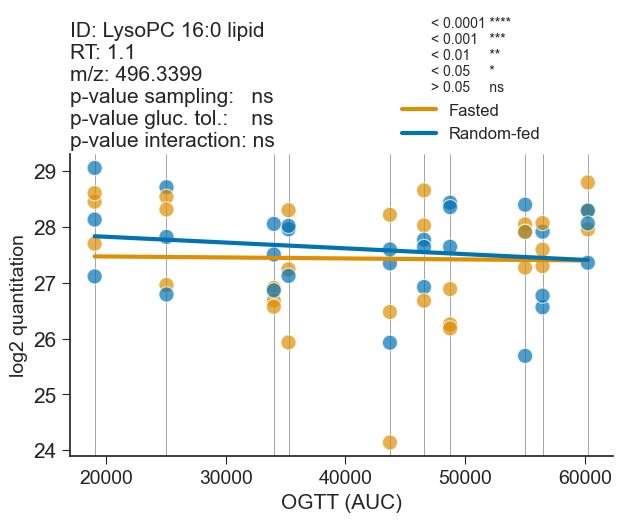 ID: LysoPC 16:0 lipid
RT: 1.1
m/z: 496.3399
p-value sampling: ns
p-value gluc. tol.: ns
p-value interaction: ns
< 0.0001 ****
< 0.001 ***
< 0.01 **
< 0.05 *
> 0.05 ns
Fasted
Random-fed
29
28
27
26
25
24
log2 quantitation
20000 30000 40000 50000 60000
OGTT (AUC)